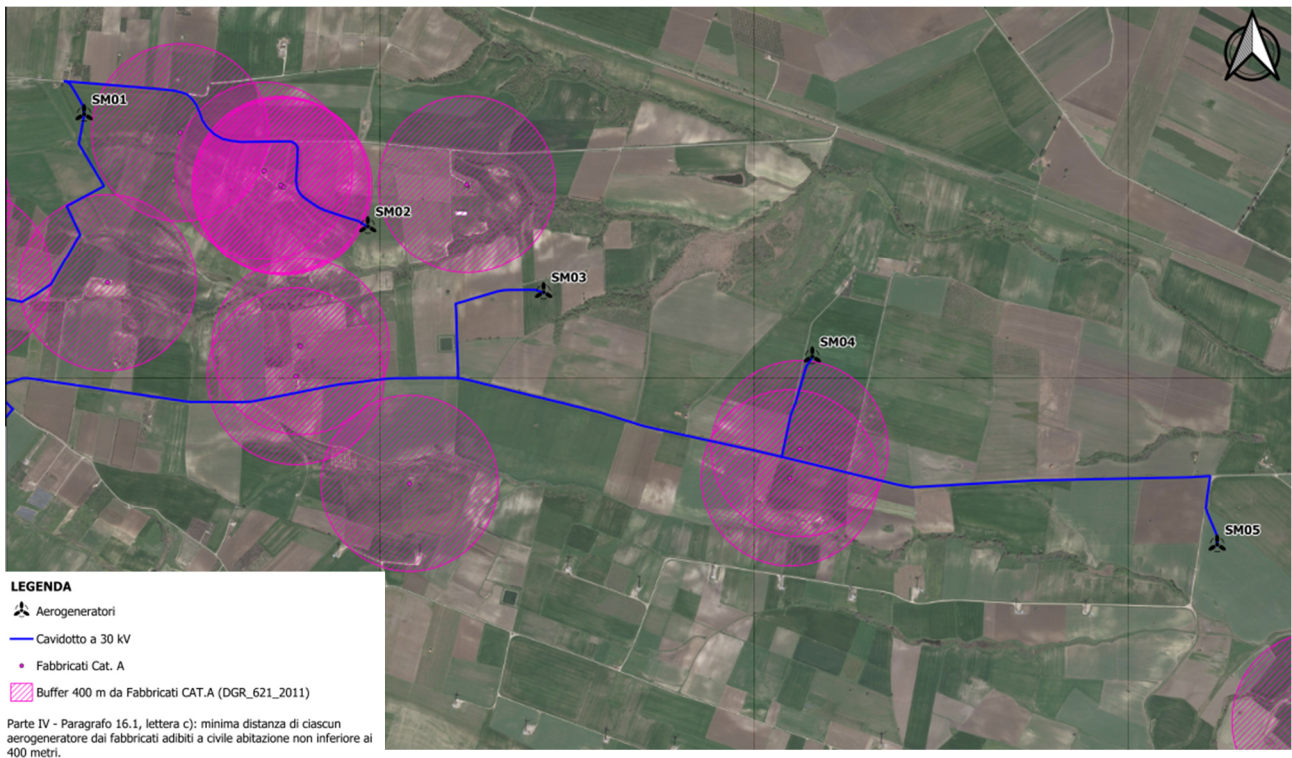 SM01
SM02
SM03
SM04
SM05
LEGENDA
Aerogeneratori
Cavidotto a 30 kV
Fabbricati Cat. A
Buffer 400 m da Fabbricati CAT.A (DGR_621_2011)
Parte IV - Paragrafo 16.1, lettera c): minima distanza di ciascun
aerogeneratore dai fabbricati adibiti a civile abitazione non inferiore ai
400 metri.